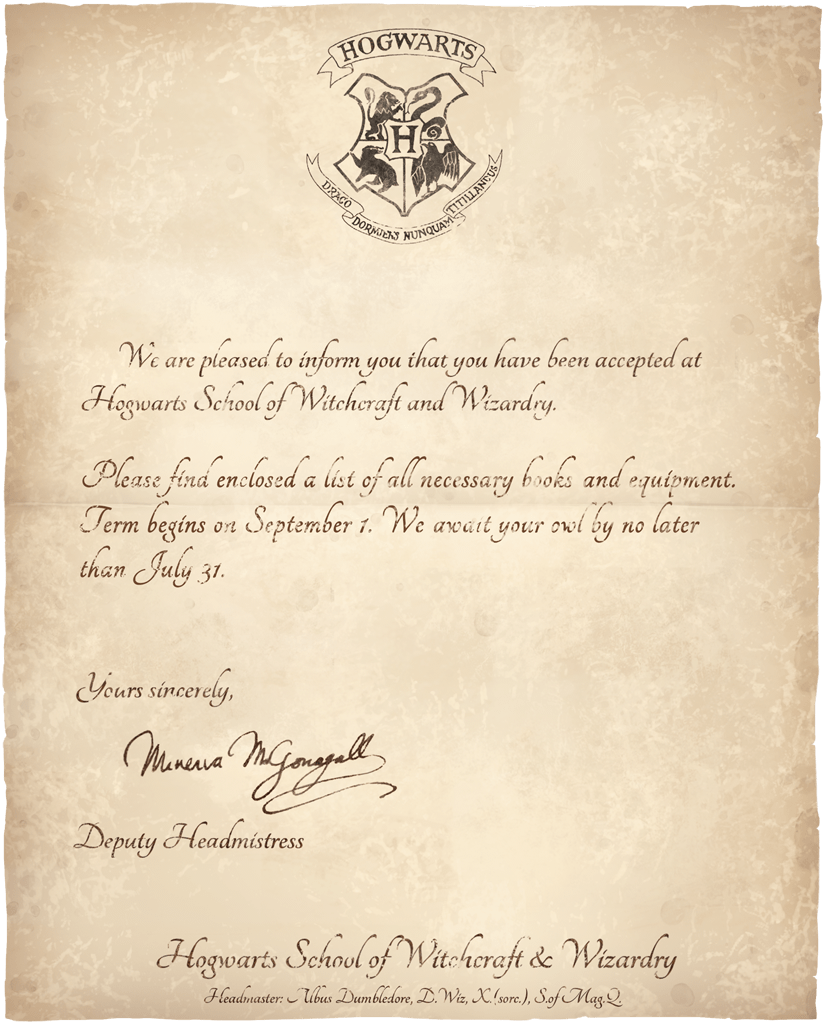 HOGWARTS
H
DRACO DORMIENS NUNQUAM TITILLANDUS
We are pleased to inform you that you have been accepted at
Hogwarts School of Witchcraft and Wizardry.
Please find enclosed a list of all necessary books and equipment.
Term begins on September 1. We await your owl by no later
than July 31.
Yours sincerely,
Minerva McGonagall
Deputy Headmistress
Hogwarts School of Witchcraft & Wizardry
Headmaster: Albus Dumbledore, D.Wiz, X.(sorc.), S.of Mag.Q.